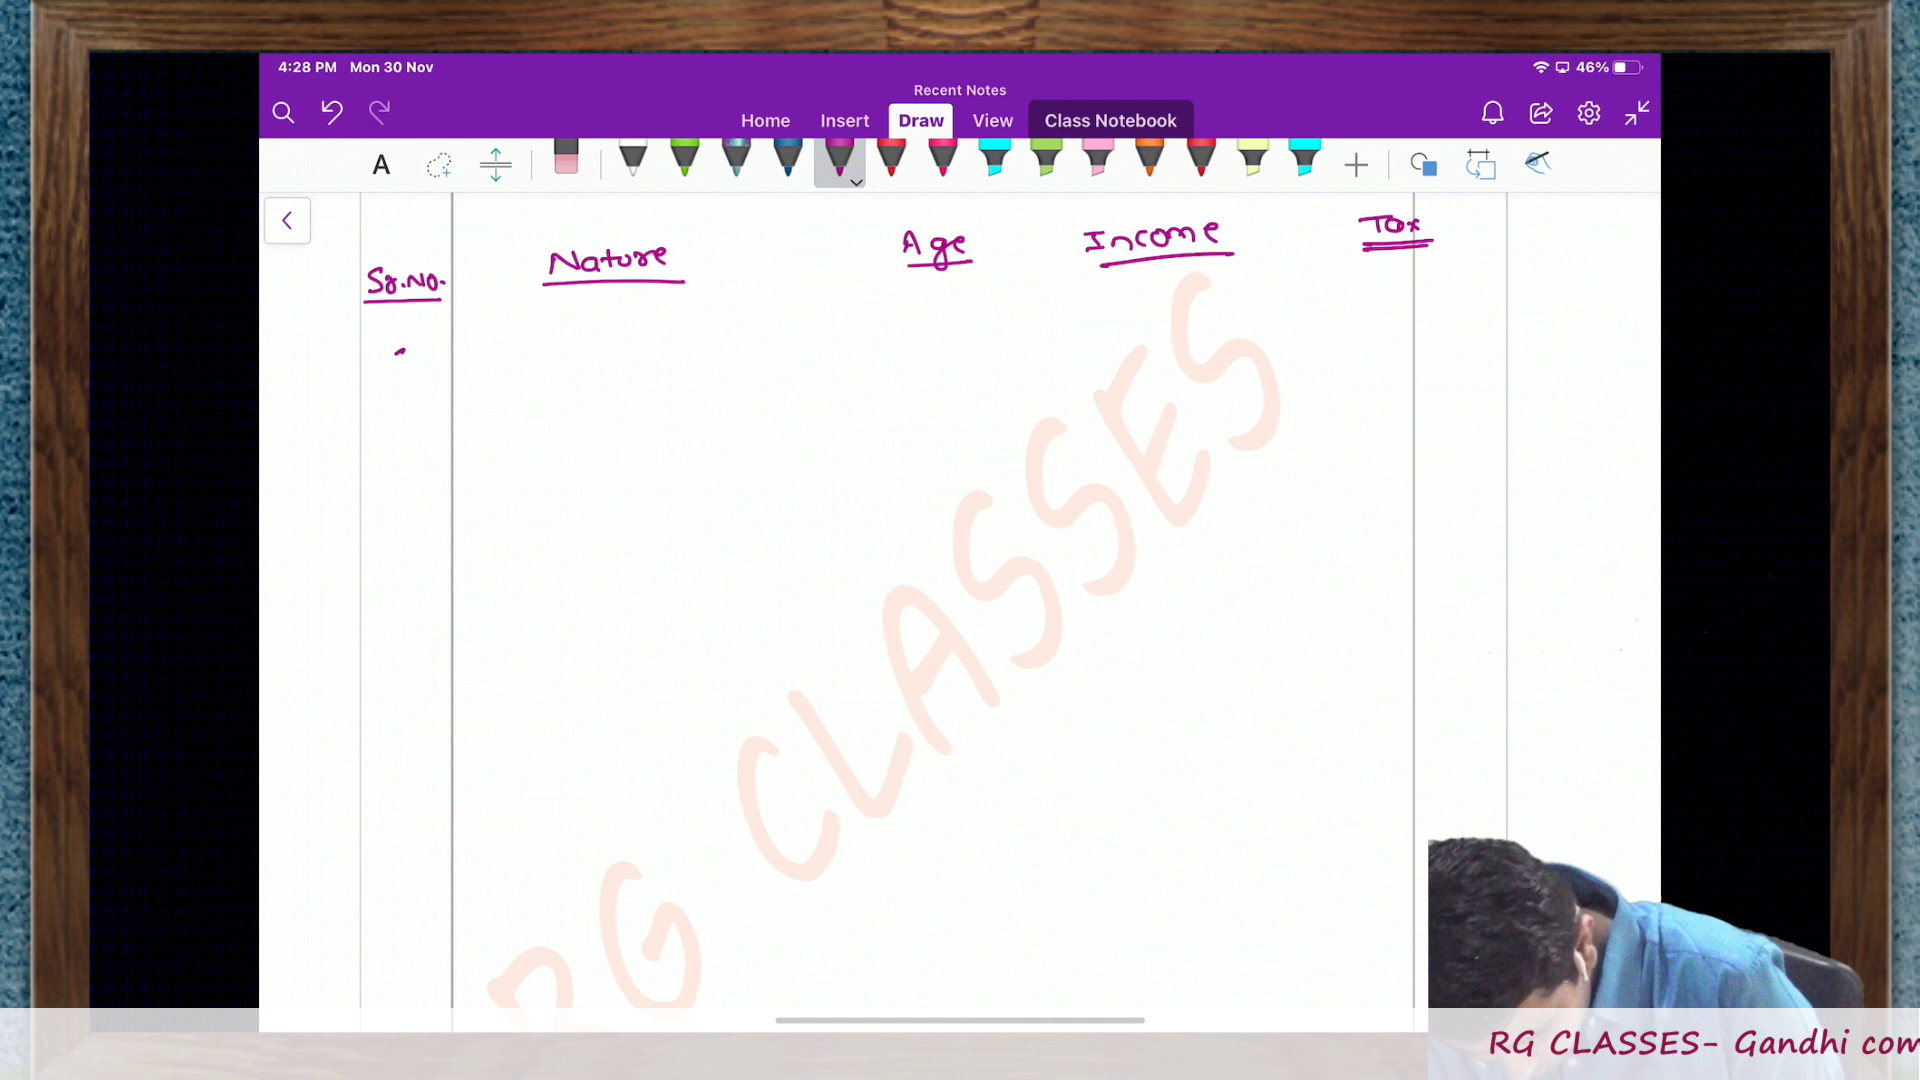 4:28 PM Mon 30 Nov
46%
Recent Notes
Home Insert Draw View Class Notebook
A
Sr.No. Nature Age Income Tax
RG CLASSES
RG CLASSES- Gandhi com